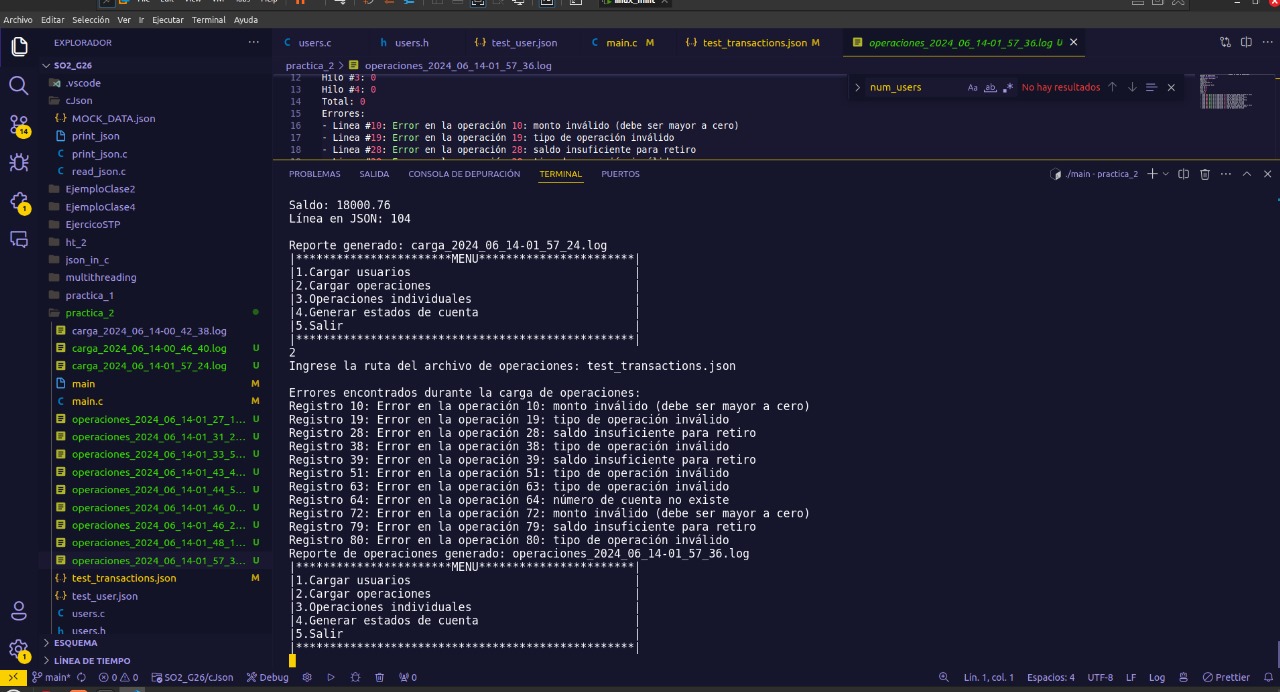 Archivo Editar Selección Ver Ir Ejecutar Terminal Ayuda
EXPLORADOR ···
users.c
users.h
test_user.json
main.c M
test_transactions.json M
operaciones_2024_06_14-01_57_36.log U
SO2_G26
.vscode
cJson
MOCK_DATA.json
print_json
print_json.c
read_json.c
EjemploClase2
EjemploClase4
EjercicoSTP
ht_2
json_in_c
multithreading
practica_1
practica_2
carga_2024_06_14-00_42_38.log
carga_2024_06_14-00_46_40.log U
carga_2024_06_14-01_57_24.log U
main M
main.c M
operaciones_2024_06_14-01_27_1... U
operaciones_2024_06_14-01_31_2... U
operaciones_2024_06_14-01_33_5... U
operaciones_2024_06_14-01_43_4... U
operaciones_2024_06_14-01_44_5... U
operaciones_2024_06_14-01_46_0... U
operaciones_2024_06_14-01_46_2... U
operaciones_2024_06_14-01_48_1... U
operaciones_2024_06_14-01_57_3... U
test_transactions.json M
test_user.json
users.c
users.h
ESQUEMA
LÍNEA DE TIEMPO
14
1
1
practica_2 > operaciones_2024_06_14-01_57_36.log
12 Hilo #3: 0
13 Hilo #4: 0
14 Total: 0
15 Errores:
16 - Linea #10: Error en la operación 10: monto inválido (debe ser mayor a cero)
17 - Linea #19: Error en la operación 19: tipo de operación inválido
18 - Linea #28: Error en la operación 28: saldo insuficiente para retiro
num_users Aa ab No hay resultados
PROBLEMAS SALIDA CONSOLA DE DEPURACIÓN TERMINAL PUERTOS
./main - practica_2
Saldo: 18000.76
Línea en JSON: 104
Reporte generado: carga_2024_06_14-01_57_24.log
|***********************MENU***********************|
|1.Cargar usuarios |
|2.Cargar operaciones |
|3.Operaciones individuales |
|4.Generar estados de cuenta |
|5.Salir |
|**************************************************|
2
Ingrese la ruta del archivo de operaciones: test_transactions.json
Errores encontrados durante la carga de operaciones:
Registro 10: Error en la operación 10: monto inválido (debe ser mayor a cero)
Registro 19: Error en la operación 19: tipo de operación inválido
Registro 28: Error en la operación 28: saldo insuficiente para retiro
Registro 38: Error en la operación 38: tipo de operación inválido
Registro 39: Error en la operación 39: saldo insuficiente para retiro
Registro 51: Error en la operación 51: tipo de operación inválido
Registro 63: Error en la operación 63: tipo de operación inválido
Registro 64: Error en la operación 64: número de cuenta no existe
Registro 72: Error en la operación 72: monto inválido (debe ser mayor a cero)
Registro 79: Error en la operación 79: saldo insuficiente para retiro
Registro 80: Error en la operación 80: tipo de operación inválido
Reporte de operaciones generado: operaciones_2024_06_14-01_57_36.log
|***********************MENU***********************|
|1.Cargar usuarios |
|2.Cargar operaciones |
|3.Operaciones individuales |
|4.Generar estados de cuenta |
|5.Salir |
|**************************************************|
main* 0 0 SO2_G26/cJson Debug 0 Lin. 1, col. 1 Espacios: 4 UTF-8 LF Log Prettier